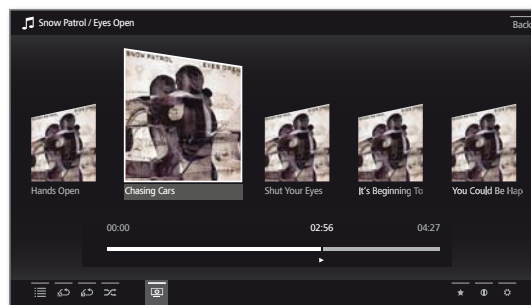 Snow Patrol / Eyes Open
Back
SNOW PATROL EYES OPEN
Hands Open
Chasing Cars
Shut Your Eyes
It's Beginning To
You Could Be Hap
00:00
02:56
04:27